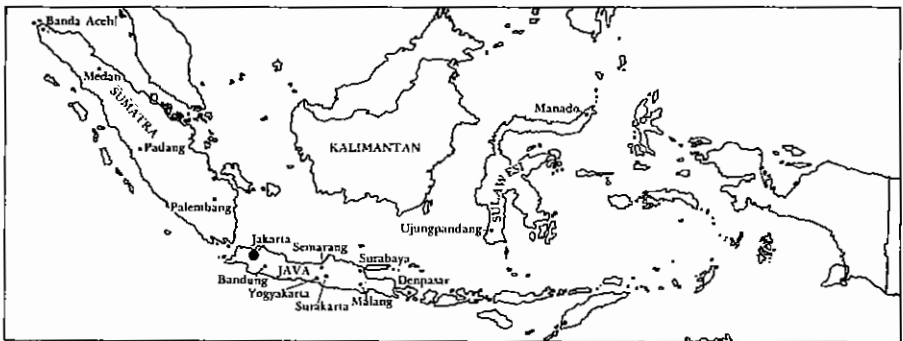 Banda Aceh
Medan
SUMATRA
Padang
Palembang
KALIMANTAN
Manado
SULAWESI
Ujungpandang
Jakarta
Semarang
Surabaya
JAVA
Bandung
Denpasar
Yogyakarta
Malang
Surakarta